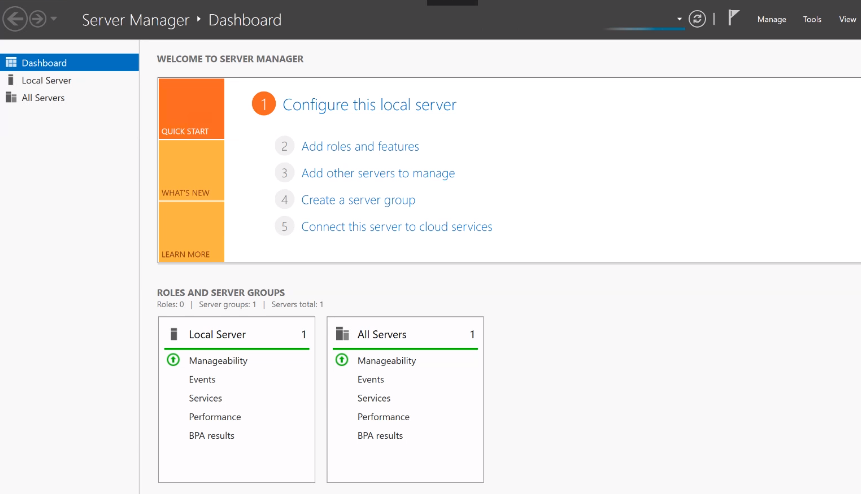 Server Manager ‣ Dashboard
Manage Tools View
Dashboard
Local Server
All Servers
WELCOME TO SERVER MANAGER
QUICK START
WHAT'S NEW
LEARN MORE
1 Configure this local server
2 Add roles and features
3 Add other servers to manage
4 Create a server group
5 Connect this server to cloud services
ROLES AND SERVER GROUPS
Roles: 0 | Server groups: 1 | Servers total: 1
Local Server 1
Manageability
Events
Services
Performance
BPA results
All Servers 1
Manageability
Events
Services
Performance
BPA results